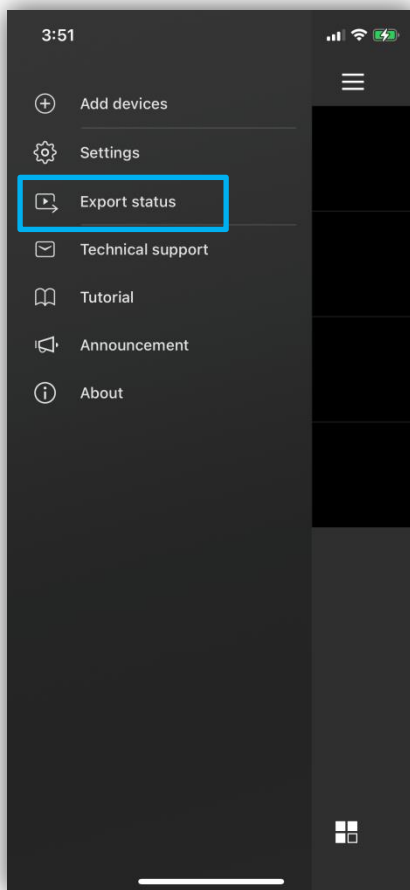 3:51
Add devices
Settings
Export status
Technical support
Tutorial
Announcement
About